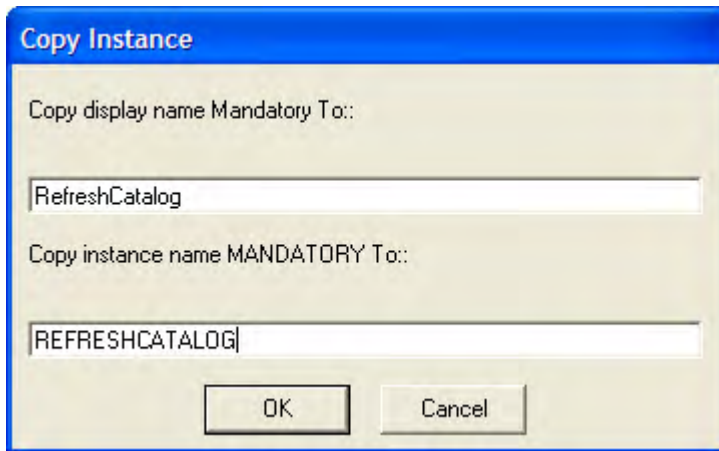 Copy Instance
Copy display name Mandatory To::
RefreshCatalog
Copy instance name MANDATORY To::
REFRESHCATALOG
OK Cancel